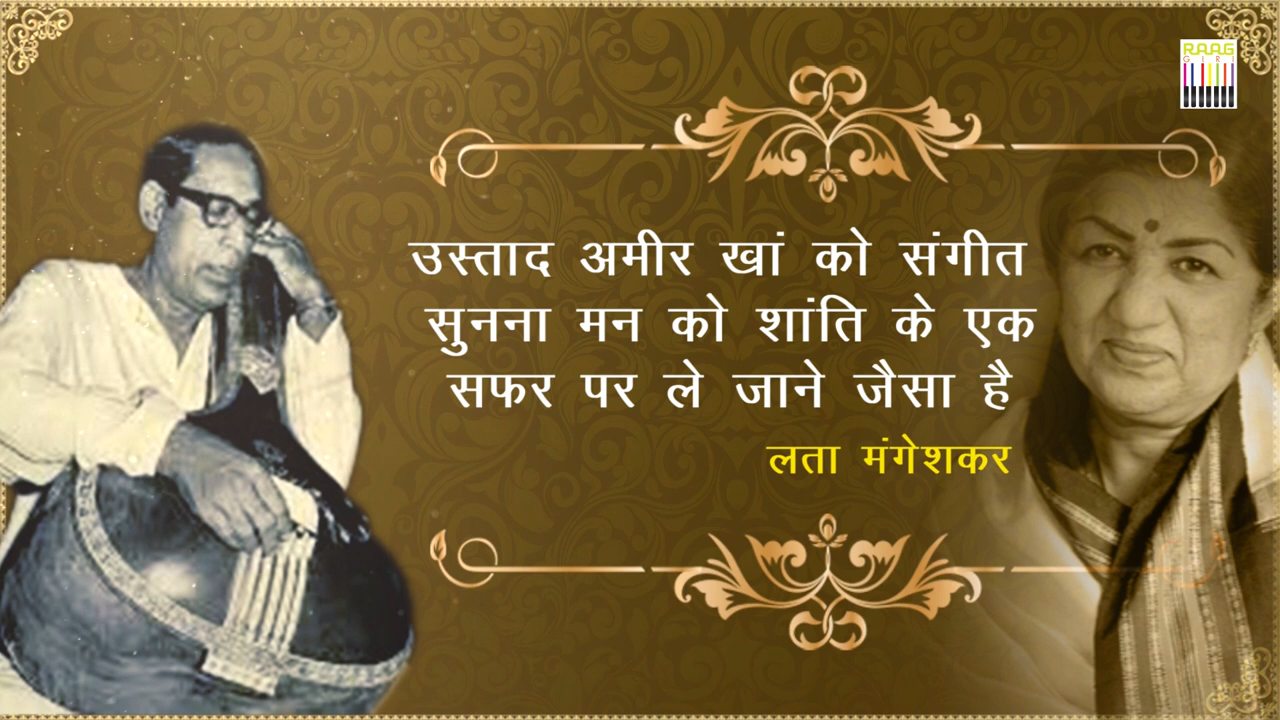 RAAG
GIRI
उस्ताद अमीर खां को संगीत
सुनना मन को शांति के एक
सफर पर ले जाने जैसा है
लता मंगेशकर